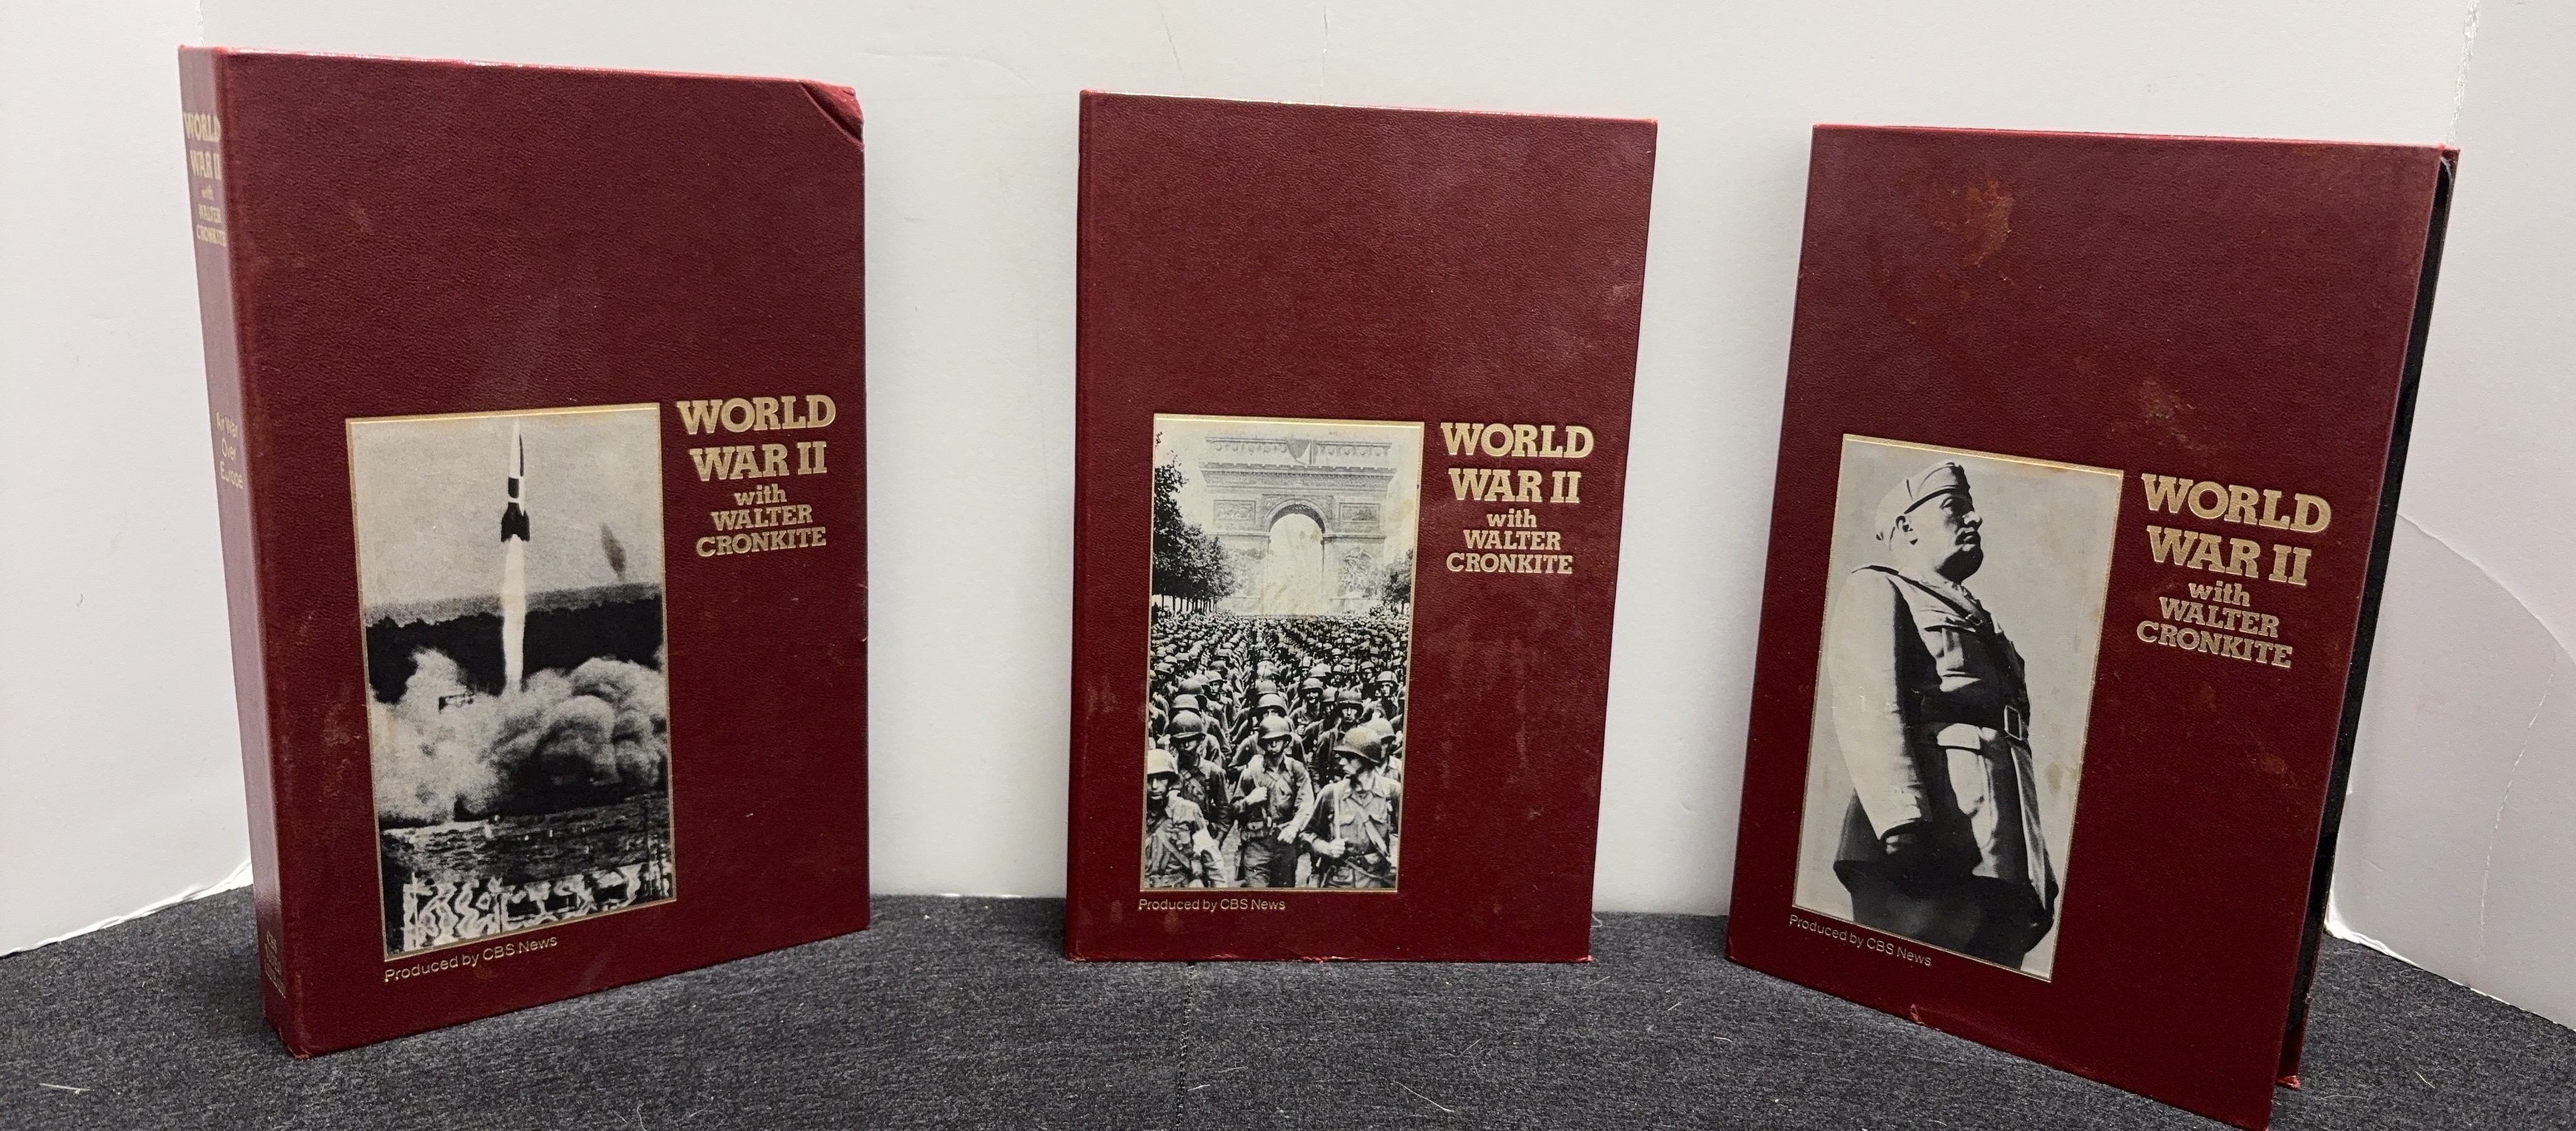 WORLD
WAR II
with
WALTER
CRONKITE
Air War
Over
Europe
WORLD
WAR II
with
WALTER
CRONKITE
Produced by CBS News
WORLD
WAR II
with
WALTER
CRONKITE
Produced by CBS News
WORLD
WAR II
with
WALTER
CRONKITE
Produced by CBS News